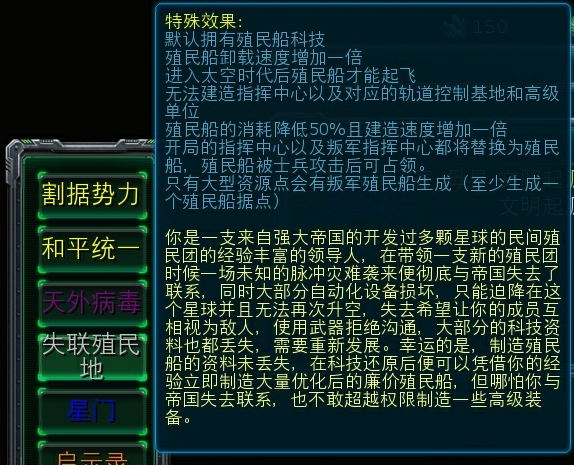 特殊效果:
默认拥有殖民船科技
殖民船卸载速度增加一倍
进入太空时代后殖民船才能起飞
无法建造指挥中心以及对应的轨道控制基地和高级
单位
殖民船的消耗降低50%且建造速度增加一倍
开局的指挥中心以及叛军指挥中心都将替换为殖民
船，殖民船被士兵攻击后可占领。
只有大型资源点会有叛军殖民船生成（至少生成一
个殖民船据点）
你是一支来自强大帝国的开发过多颗星球的民间殖
民团的经验丰富的领导人，在带领一支新的殖民团
时候一场未知的脉冲灾难袭来便彻底与帝国失去了
联系，同时大部分自动化设备损坏，只能迫降在这
个星球并且无法再次升空，失去希望让你的成员互
相视为敌人，使用武器拒绝沟通，大部分的科技资
料也都丢失，需要重新发展。幸运的是，制造殖民
船的资料未丢失，在科技还原后便可以凭借你的经
验立即制造大量优化后的廉价殖民船，但哪怕你与
帝国失去联系，也不敢超越权限制造一些高级装
备。
割据势力
和平统一
天外病毒
失联殖民
地
星门
启示录
150
文明起